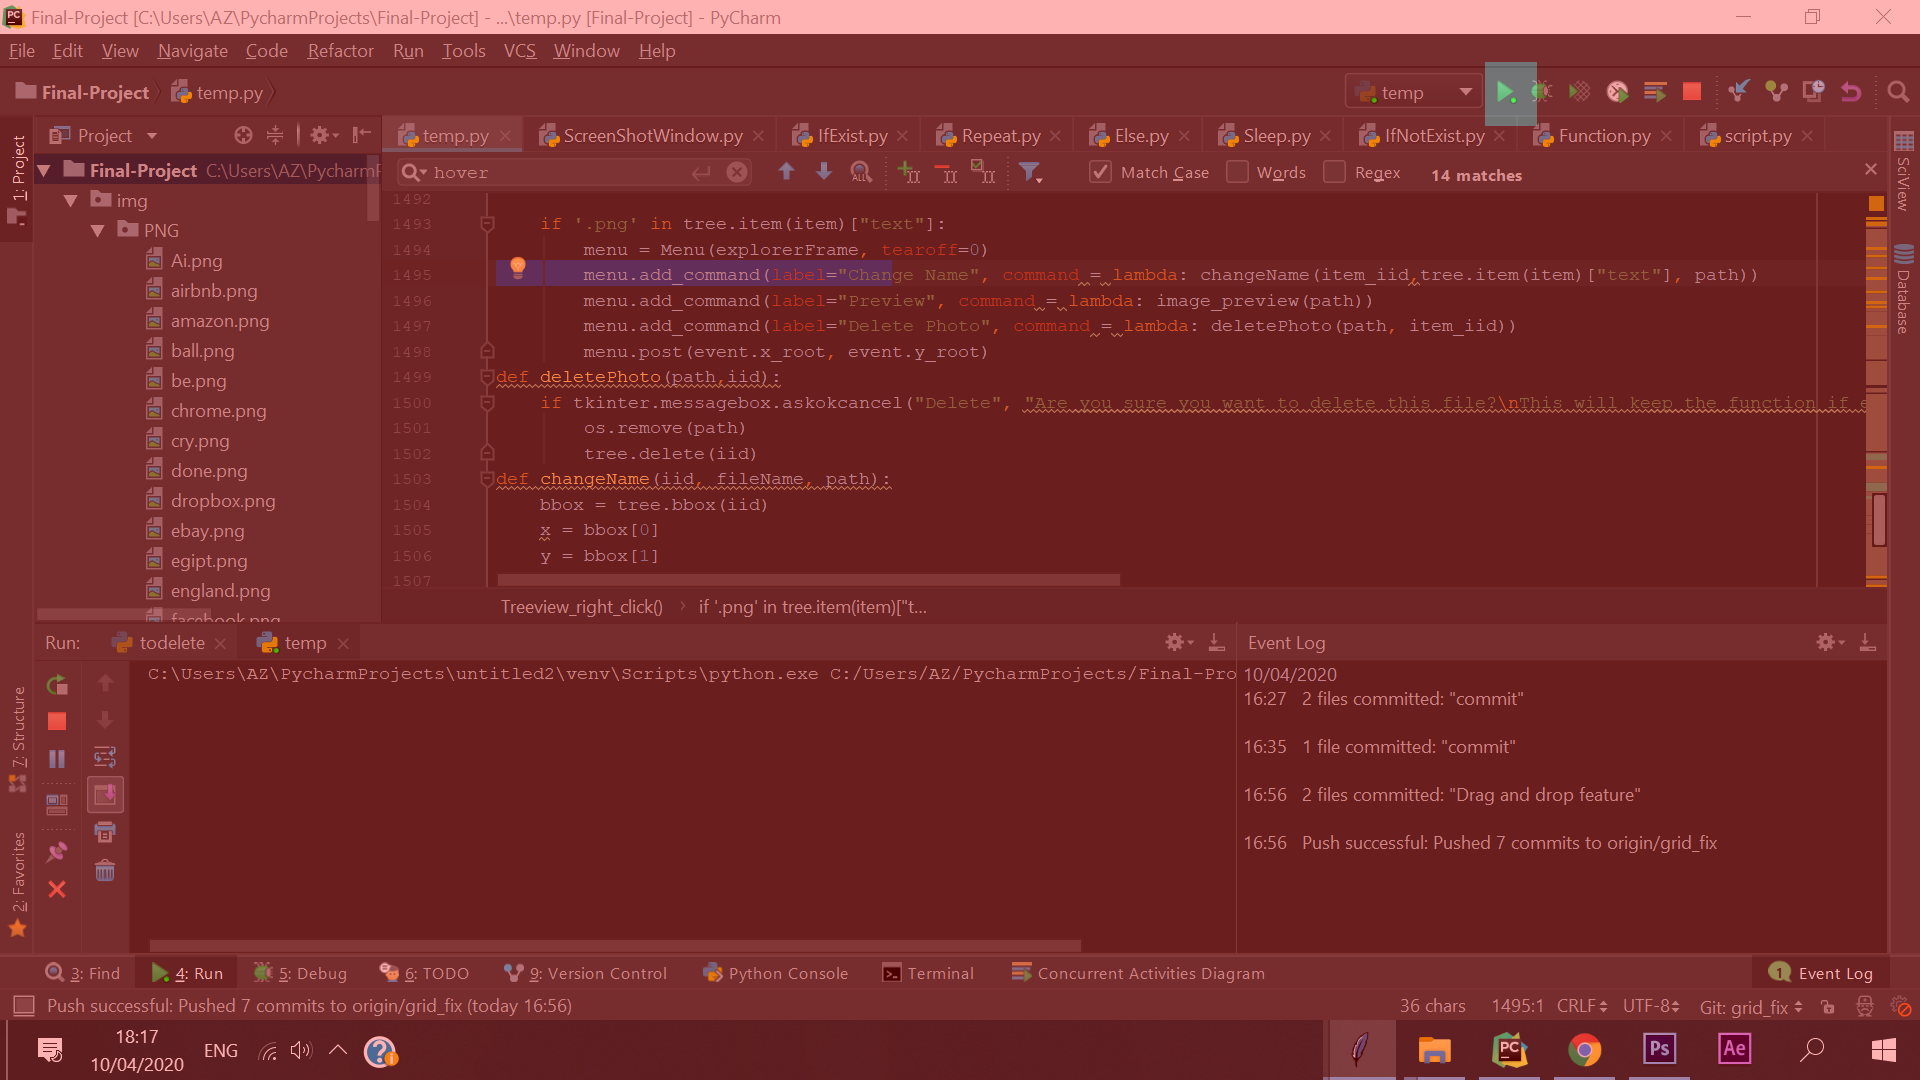 Final-Project [C:\Users\AZ\PycharmProjects\Final-Project] - ...\temp.py [Final-Project] - PyCharm
File Edit View Navigate Code Refactor Run Tools VCS Window Help
Final-Project temp.py temp
1: Project
Project
temp.py ScreenShotWindow.py IfExist.py Repeat.py Else.py Sleep.py IfNotExist.py Function.py script.py
hover Match Case Words Regex 14 matches
Final-Project C:\Users\AZ\PycharmP
img
PNG
Ai.png
airbnb.png
amazon.png
ball.png
be.png
chrome.png
cry.png
done.png
dropbox.png
ebay.png
egipt.png
england.png
facebook.png
1492
1493 if '.png' in tree.item(item)["text"]:
1494 menu = Menu(explorerFrame, tearoff=0)
1495 menu.add_command(label="Change Name", command = lambda: changeName(item_iid,tree.item(item)["text"], path))
1496 menu.add_command(label="Preview", command = lambda: image_preview(path))
1497 menu.add_command(label="Delete Photo", command = lambda: deletePhoto(path, item_iid))
1498 menu.post(event.x_root, event.y_root)
1499 def deletePhoto(path,iid):
1500 if tkinter.messagebox.askokcancel("Delete", "Are you sure you want to delete this file?\nThis will keep the function if e
1501 os.remove(path)
1502 tree.delete(iid)
1503 def changeName(iid, fileName, path):
1504 bbox = tree.bbox(iid)
1505 x = bbox[0]
1506 y = bbox[1]
1507
Treeview_right_click() if '.png' in tree.item(item)["t...
SciView
Database
Run: todelete temp
C:\Users\AZ\PycharmProjects\untitled2\venv\Scripts\python.exe C:/Users/AZ/PycharmProjects/Final-Pro
Event Log
10/04/2020
16:27 2 files committed: "commit"
16:35 1 file committed: "commit"
16:56 2 files committed: "Drag and drop feature"
16:56 Push successful: Pushed 7 commits to origin/grid_fix
7: Structure
2: Favorites
3: Find 4: Run 5: Debug 6: TODO 9: Version Control Python Console Terminal Concurrent Activities Diagram 1 Event Log
Push successful: Pushed 7 commits to origin/grid_fix (today 16:56) 36 chars 1495:1 CRLF UTF-8 Git: grid_fix
18:17
10/04/2020
ENG
PC Ps Ae